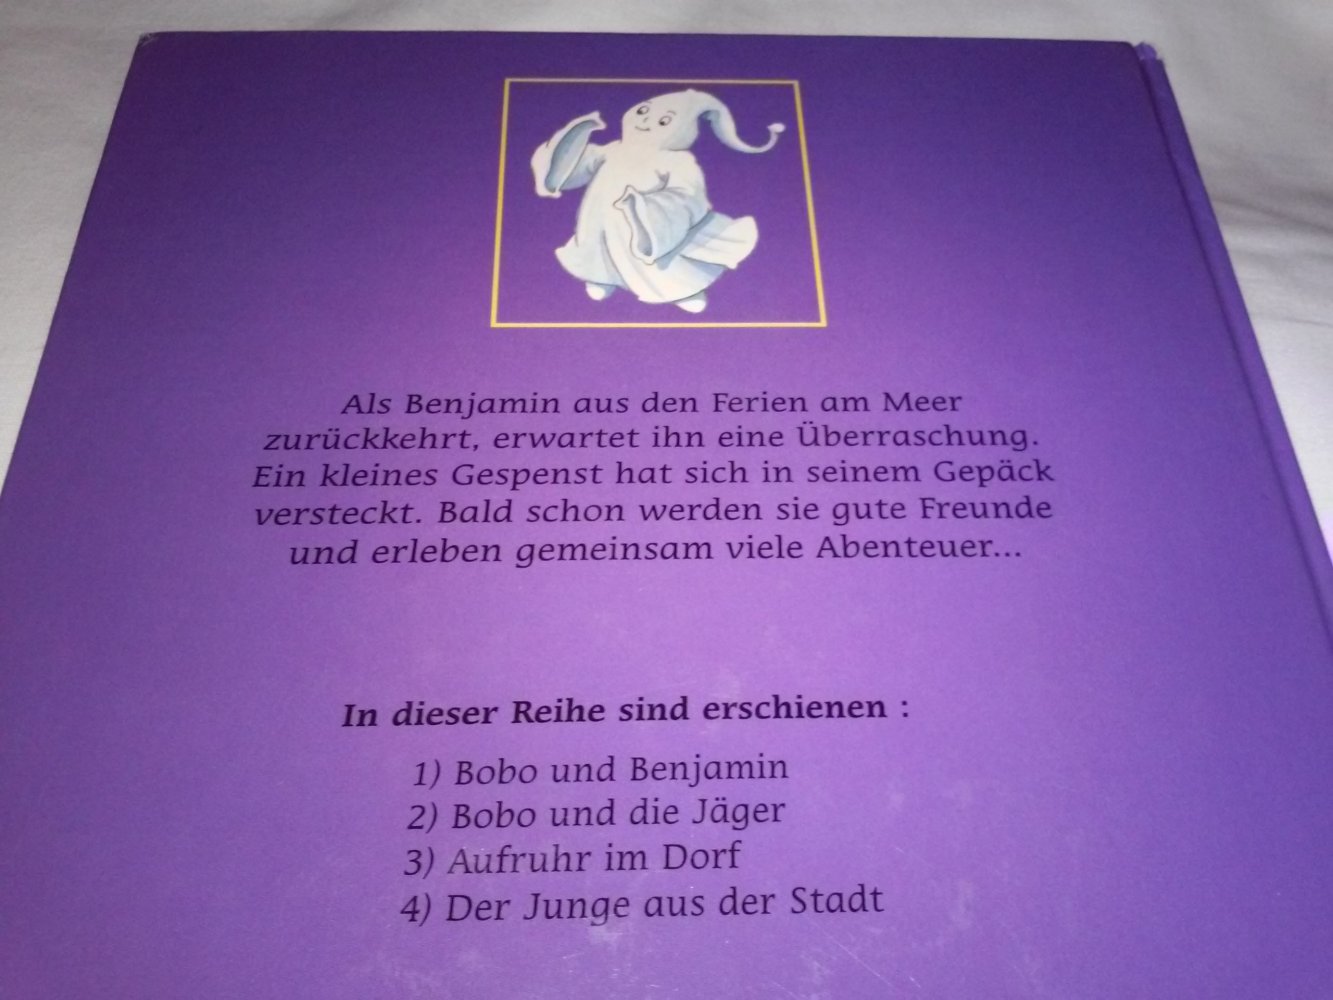 Als Benjamin aus den Ferien am Meer
zurückkehrt, erwartet ihn eine Überraschung.
Ein kleines Gespenst hat sich in seinem Gepäck
versteckt. Bald schon werden sie gute Freunde
und erleben gemeinsam viele Abenteuer...
In dieser Reihe sind erschienen :
1) Bobo und Benjamin
2) Bobo und die Jäger
3) Aufruhr im Dorf
4) Der Junge aus der Stadt